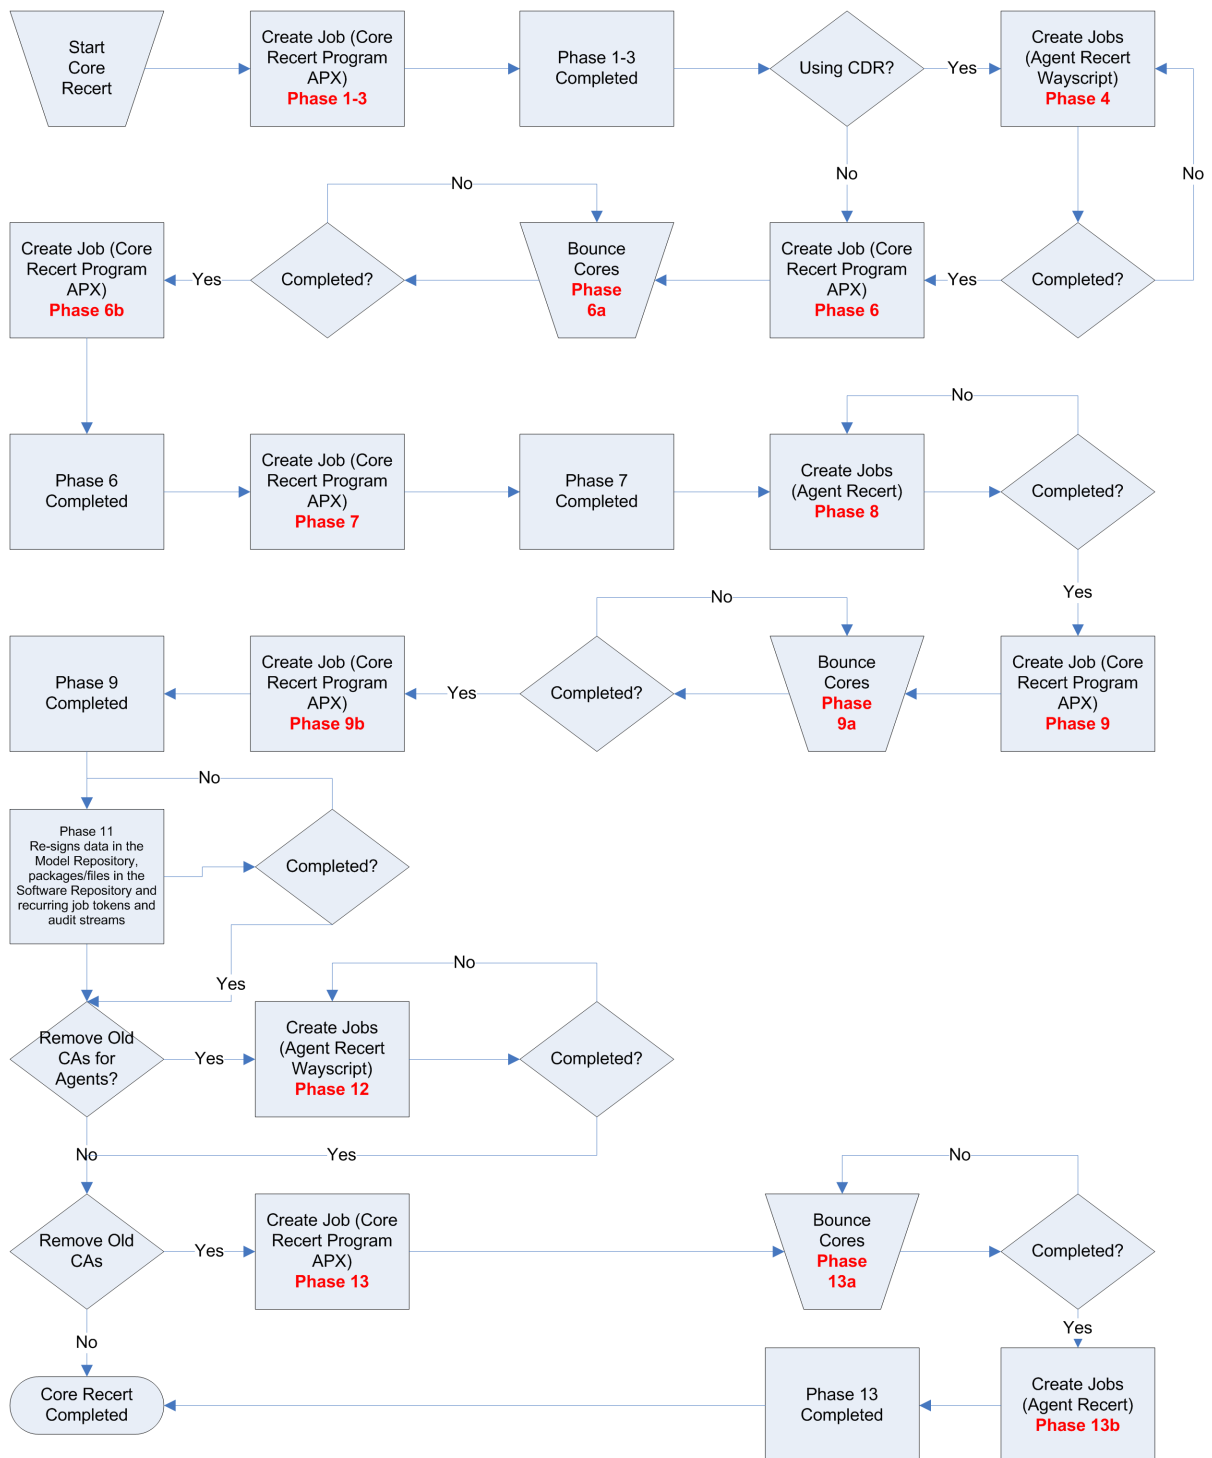 Start
Core
Recert
Create Job (Core
Recert Program
APX)
Phase 1-3
Phase 1-3
Completed
Using CDR?
Yes
Create Jobs
(Agent Recert
Wayscript)
Phase 4
No
No
No
Create Job (Core
Recert Program
APX)
Phase 6b
Yes
Completed?
Bounce
Cores
Phase
6a
Create Job (Core
Recert Program
APX)
Phase 6
Yes
Completed?
No
Phase 6
Completed
Create Job (Core
Recert Program
APX)
Phase 7
Phase 7
Completed
Create Jobs
(Agent Recert)
Phase 8
Completed?
Yes
No
Phase 9
Completed
Create Job (Core
Recert Program
APX)
Phase 9b
Yes
Completed?
Bounce
Cores
Phase
9a
Create Job (Core
Recert Program
APX)
Phase 9
No
Phase 11
Re-signs data in the
Model Repository,
packages/files in the
Software Repository and
recurring job tokens and
audit streams
Completed?
Yes
No
Remove Old
CAs for
Agents?
Yes
Create Jobs
(Agent Recert
Wayscript)
Phase 12
Completed?
No
Yes
No
Remove Old
CAs
Yes
Create Job (Core
Recert Program
APX)
Phase 13
Bounce
Cores
Phase
13a
Completed?
No
Yes
Core Recert
Completed
Phase 13
Completed
Create Jobs
(Agent Recert)
Phase 13b